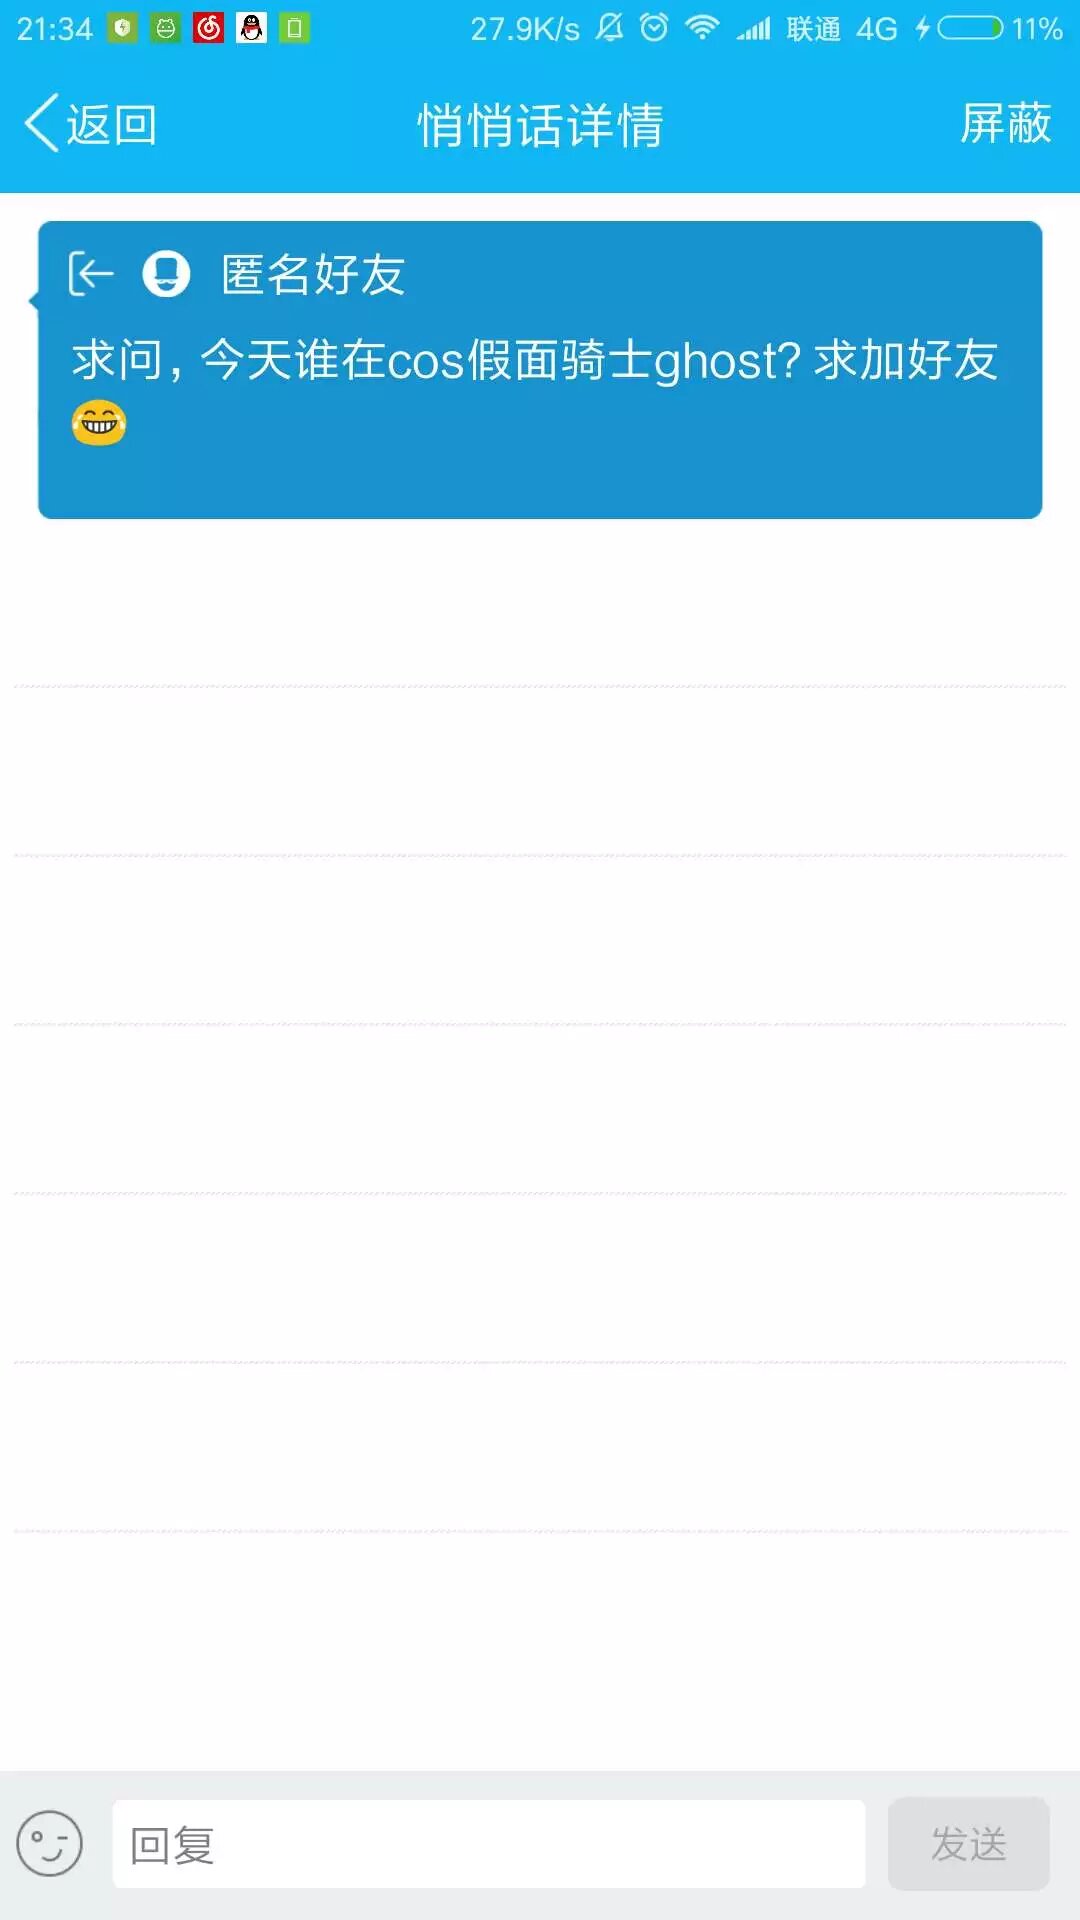 21:34 27.9K/s 联通 4G 11%
返回 悄悄话详情 屏蔽
匿名好友
求问，今天谁在cos假面骑士ghost? 求加好友
😂
回复 发送